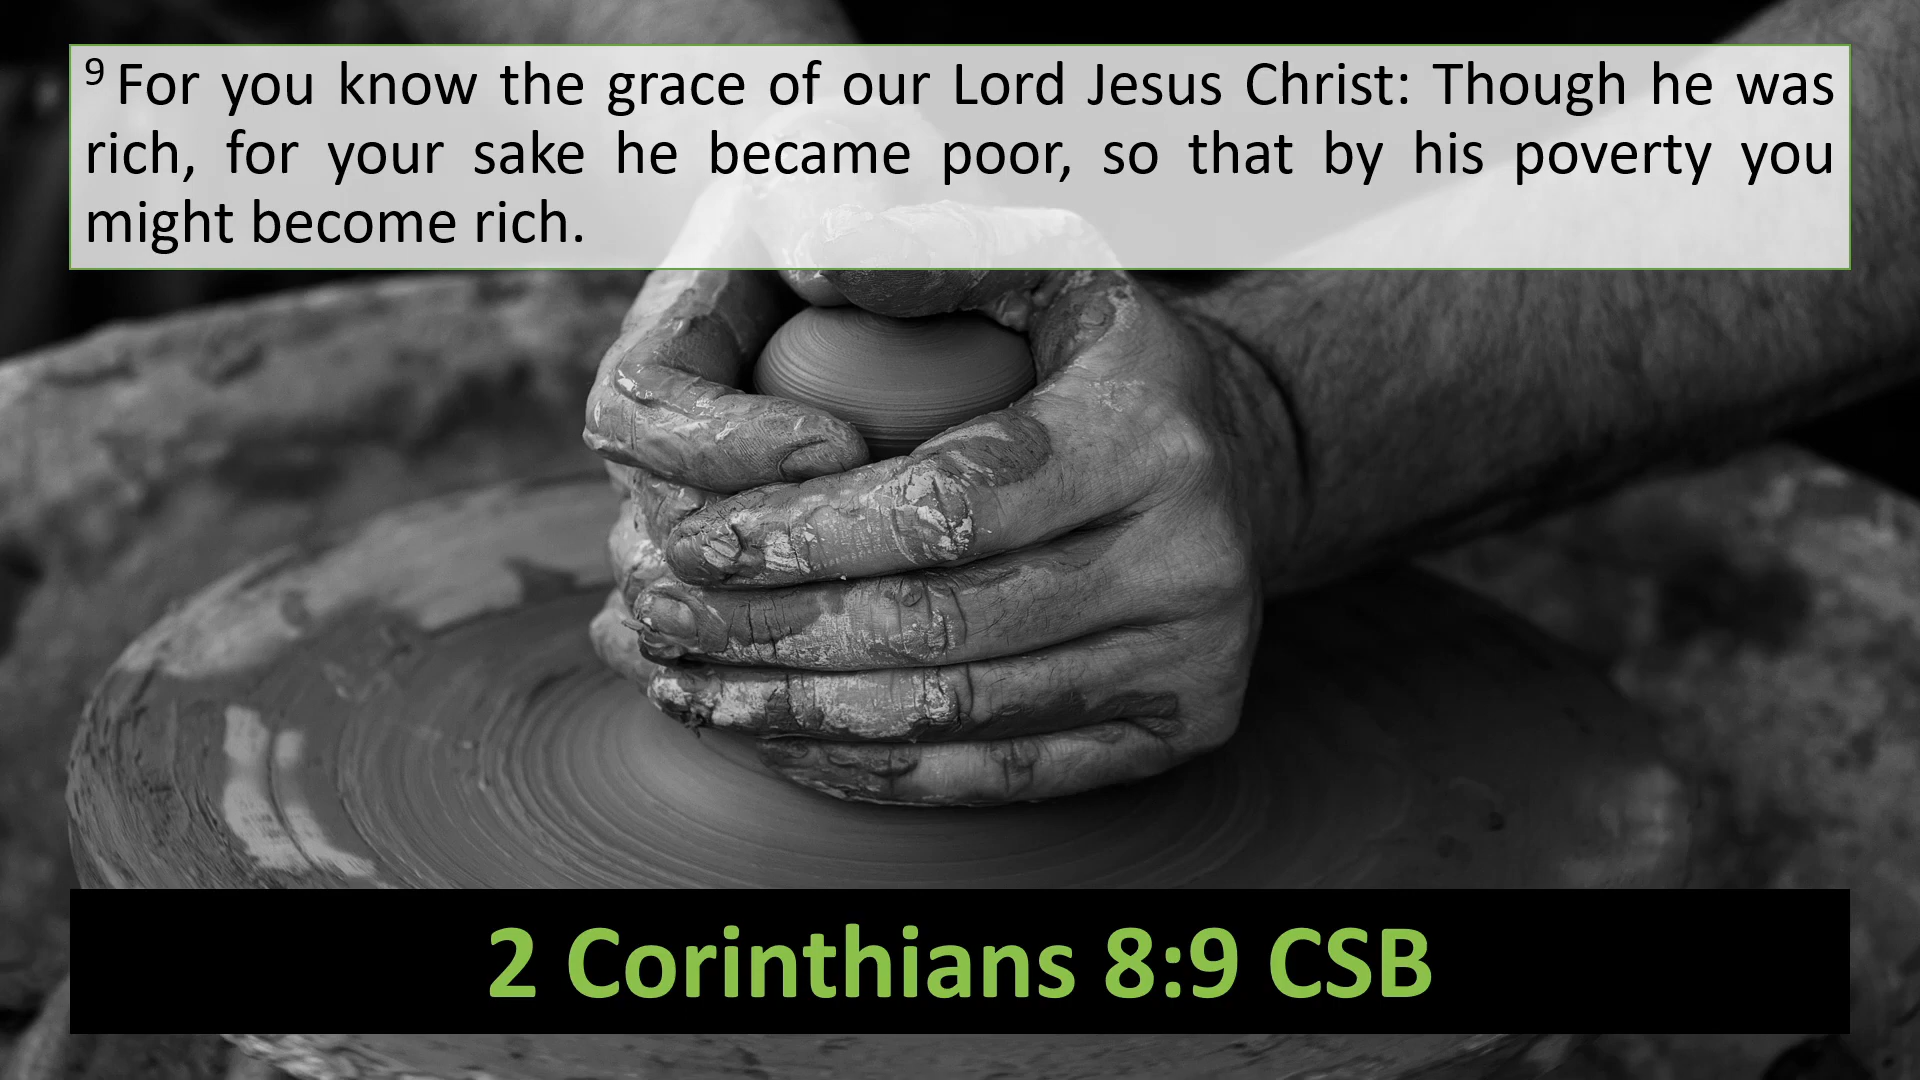 9 For you know the grace of our Lord Jesus Christ: Though he was
rich, for your sake he became poor, so that by his poverty you
might become rich.
2 Corinthians 8:9 CSB